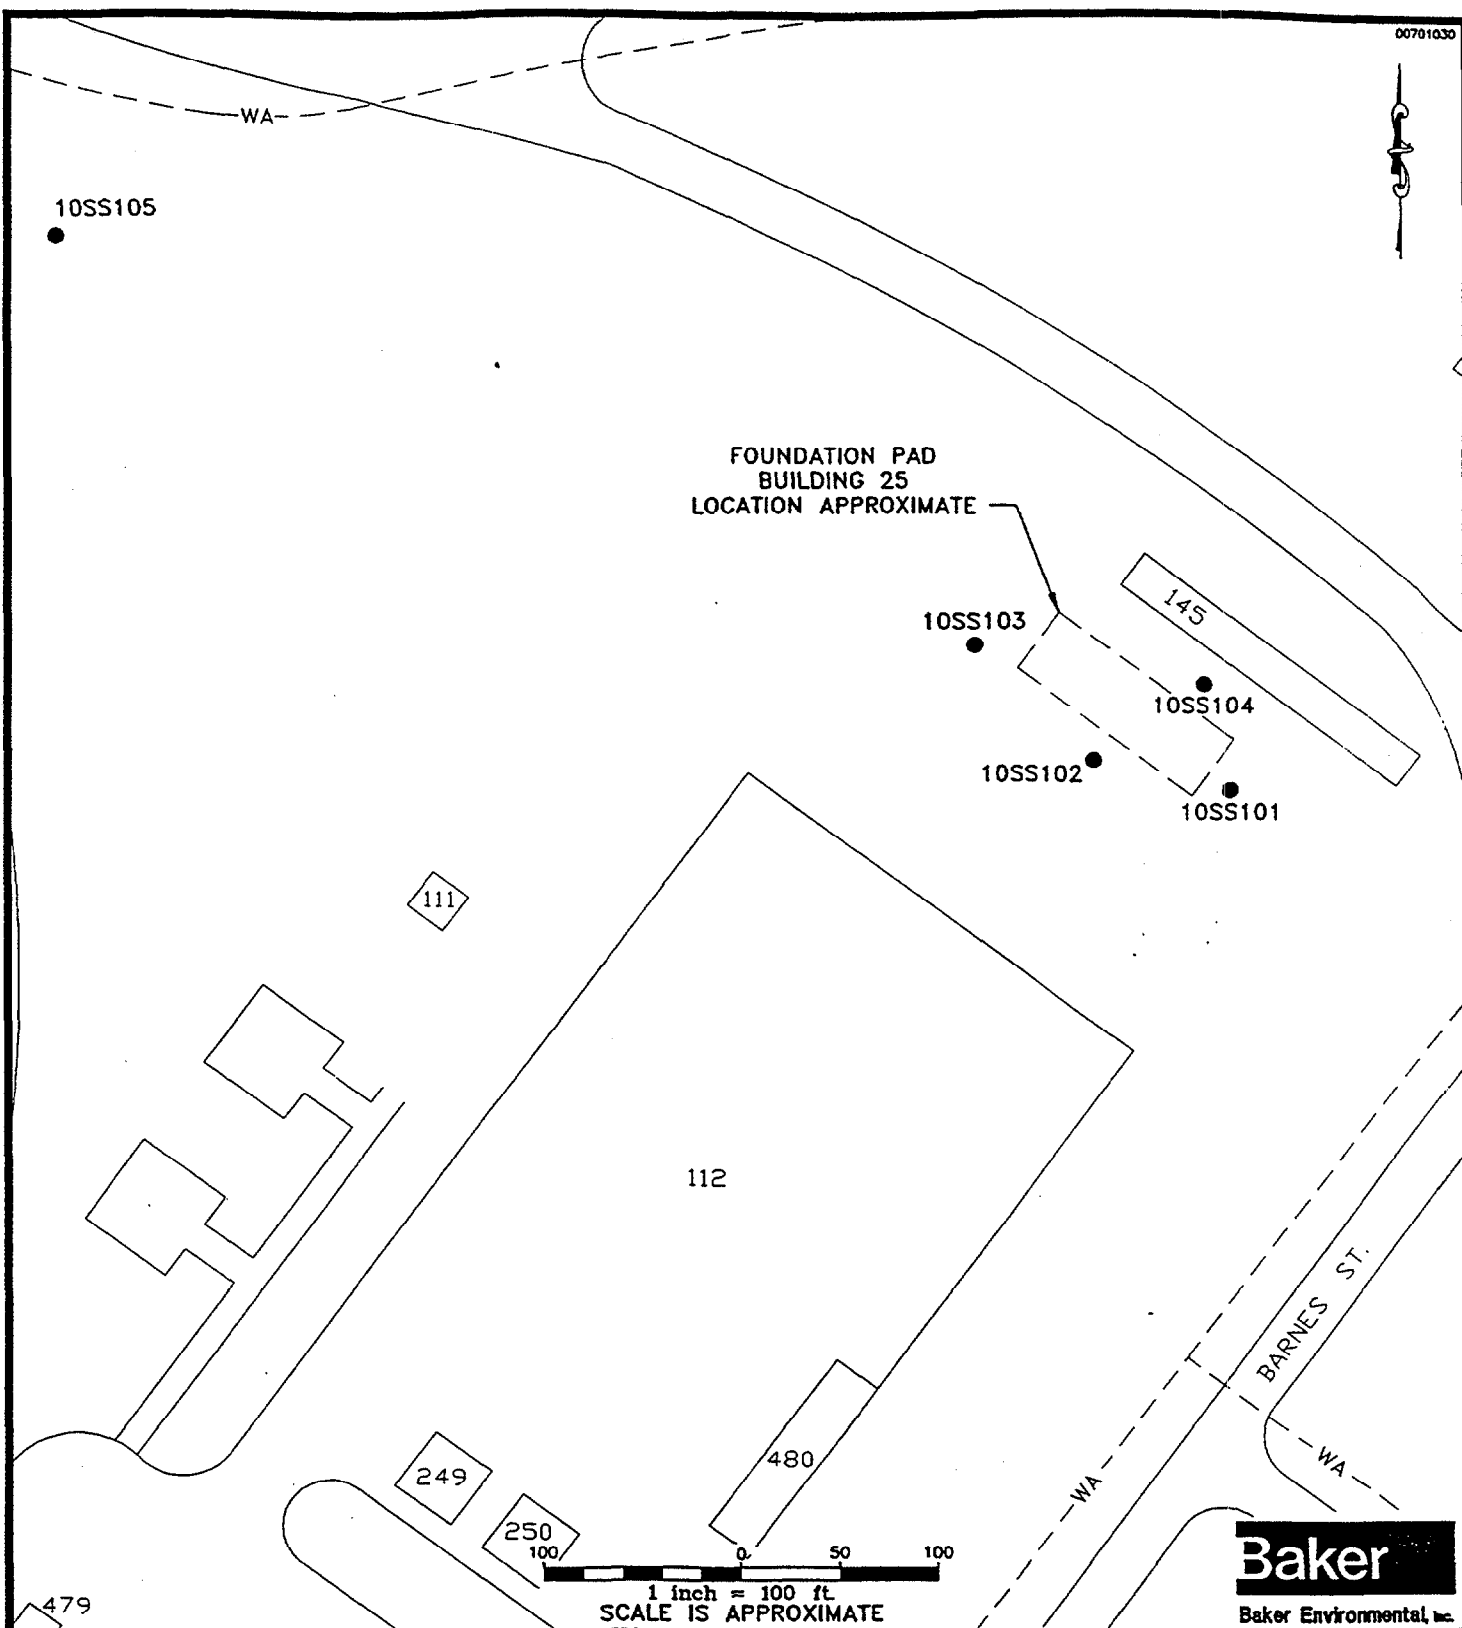 00701030
WA
10SS105
FOUNDATION PAD
BUILDING 25
LOCATION APPROXIMATE
145
10SS103
10SS104
10SS102
10SS101
111
112
BARNES ST.
480
249
WA
WA
250
100 0 50 100
1 inch = 100 ft.
SCALE IS APPROXIMATE
479
Baker
Baker Environmental, Inc.